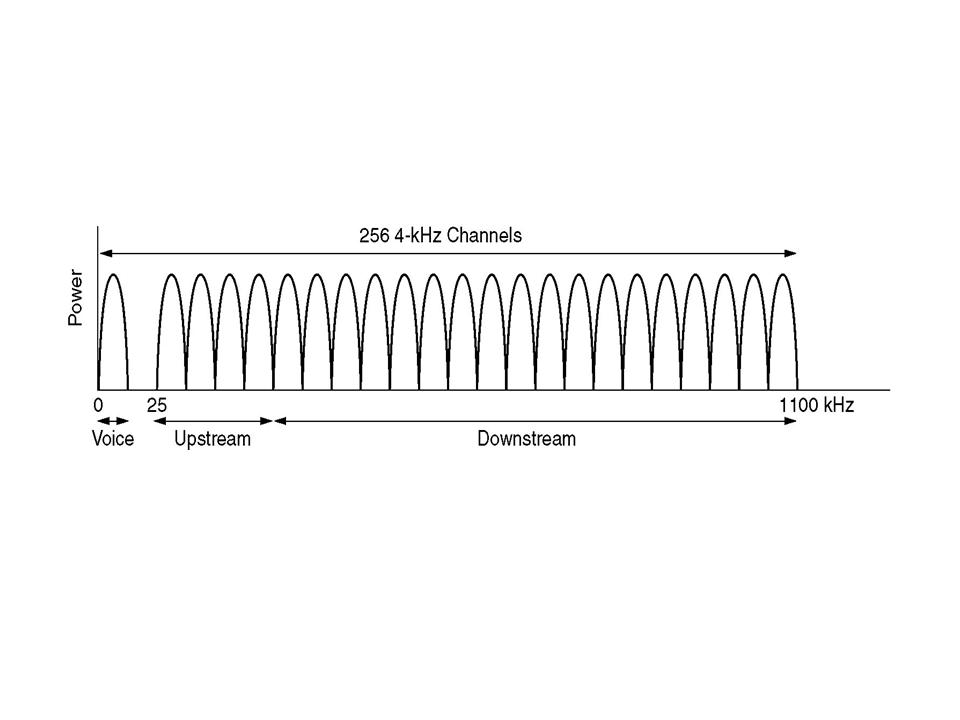 256 4-kHz Channels
Power
0 25 1100 kHz
Voice Upstream Downstream